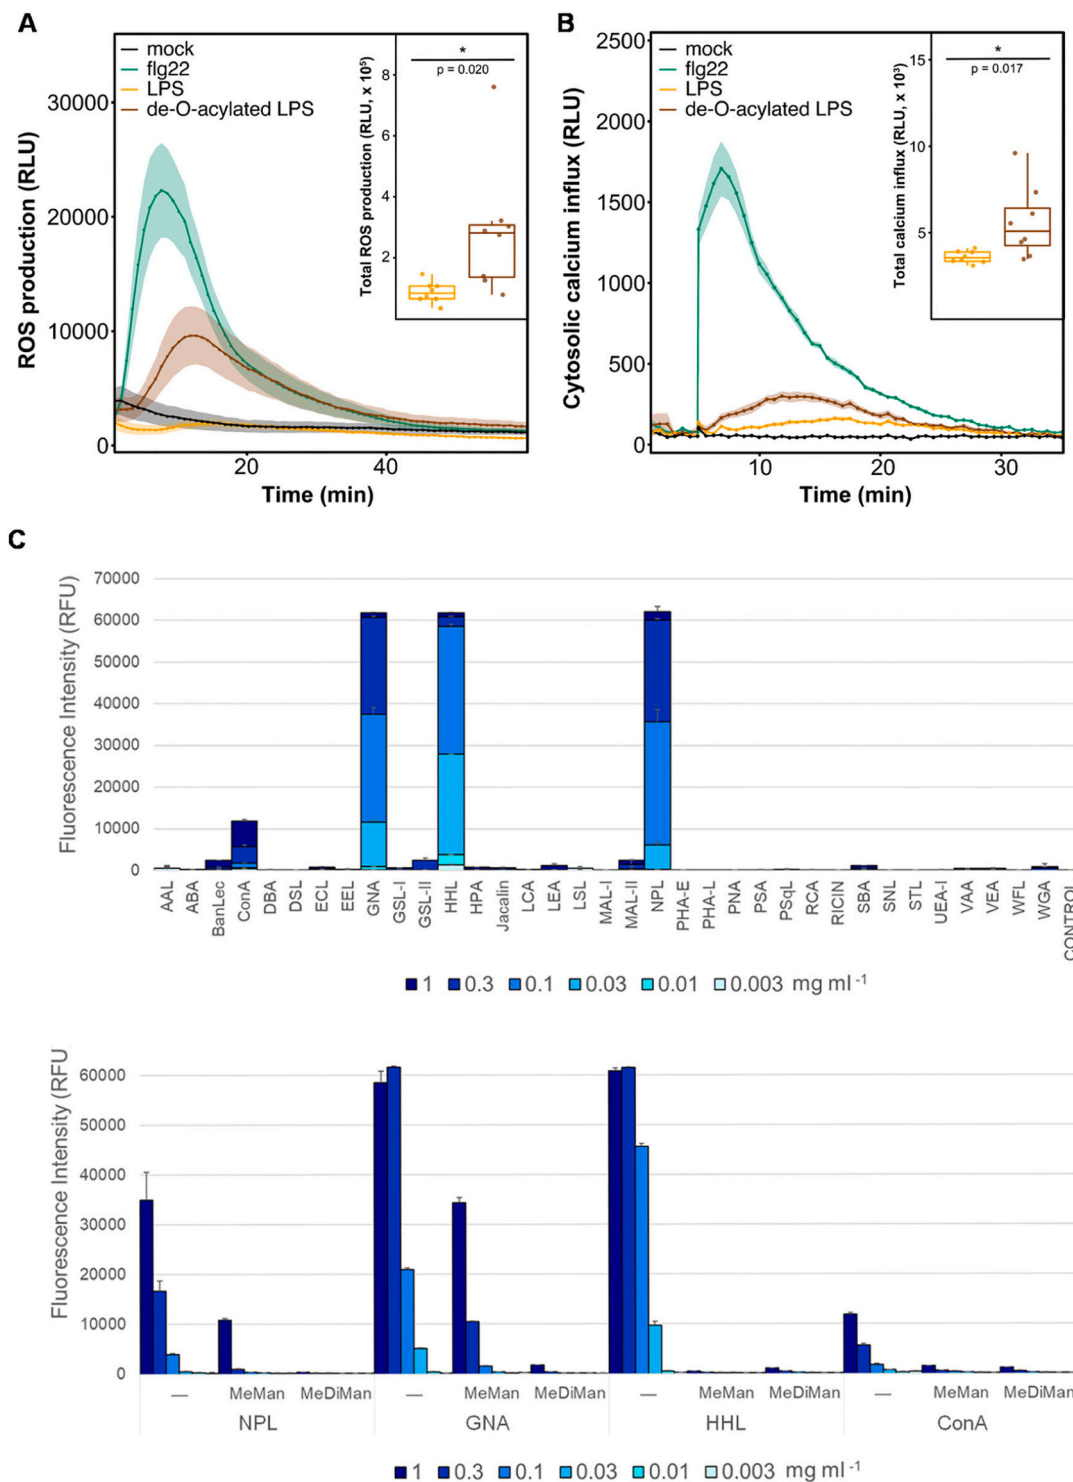 A
ROS production (RLU)
30000
20000
10000
0
20
40
Time (min)
mock
flg22
LPS
de-O-acylated LPS
Total ROS production (RLU, x 10⁵)
8
6
4
2
*
p = 0.020
B
Cytosolic calcium influx (RLU)
2500
2000
1500
1000
500
0
10
20
30
Time (min)
mock
flg22
LPS
de-O-acylated LPS
Total calcium influx (RLU, x 10³)
15
10
5
*
p = 0.017
C
Fluorescence Intensity (RFU)
70000
60000
50000
40000
30000
20000
10000
0
AAL
ABA
BanLec
ConA
DBA
DSL
ECL
EEL
GNA
GSL-I
GSL-II
HHL
HPA
Jacalin
LCA
LEA
LSL
MAL-I
MAL-II
NPL
PHA-E
PHA-L
PNA
PSA
PSqL
RCA
RICIN
SBA
SNL
STL
UEA-I
VAA
VEA
WFL
WGA
CONTROL
1 0.3 0.1 0.03 0.01 0.003 mg ml⁻¹
Fluorescence Intensity (RFU
60000
50000
40000
30000
20000
10000
0
— MeMan MeDiMan — MeMan MeDiMan — MeMan MeDiMan — MeMan MeDiMan
NPL GNA HHL ConA
1 0.3 0.1 0.03 0.01 0.003 mg ml⁻¹